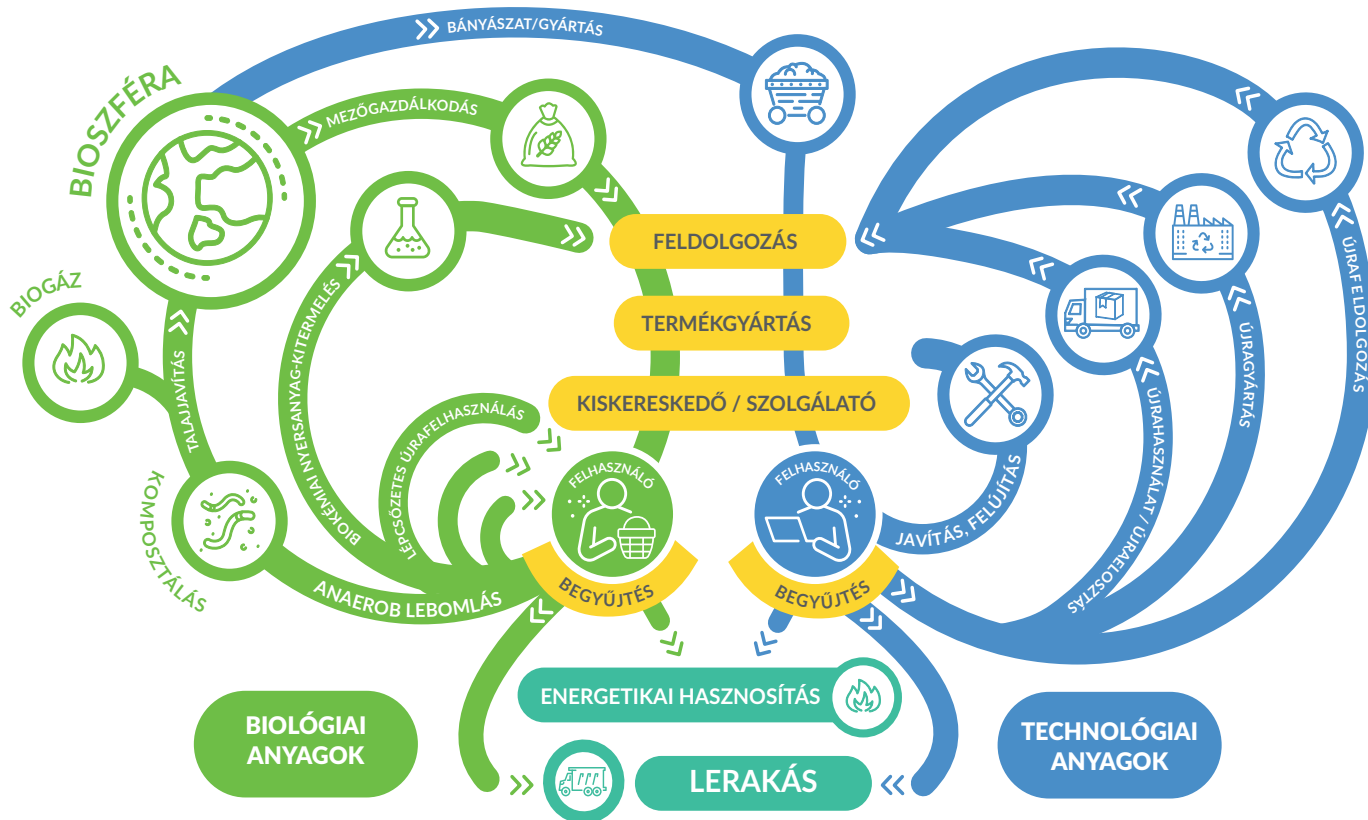 BÁNYÁSZAT/GYÁRTÁS
BIOSZFÉRA
MEZŐGAZDÁLKODÁS
FELDOLGOZÁS
BIOGÁZ
TERMÉKGYÁRTÁS
TALAJJAVÍTÁS
BIOKÉMIAI NYERSANYAG-KITERMELÉS
LÉPCSŐZETES ÚJRAFELHASZNÁLÁS
KISKERESKEDŐ / SZOLGÁLATÓ
FELHASZNÁLÓ
FELHASZNÁLÓ
JAVÍTÁS, FELÚJÍTÁS
ÚJRAHASZNÁLAT / ÚJRAELOSZTÁS
ÚJRAGYÁRTÁS
ÚJRAFELDOLGOZÁS
KOMPOSZTÁLÁS
ANAEROB LEBOMLÁS
BEGYŰJTÉS
BEGYŰJTÉS
ENERGETIKAI HASZNOSÍTÁS
BIOLÓGIAI
ANYAGOK
TECHNOLÓGIAI
ANYAGOK
LERAKÁS